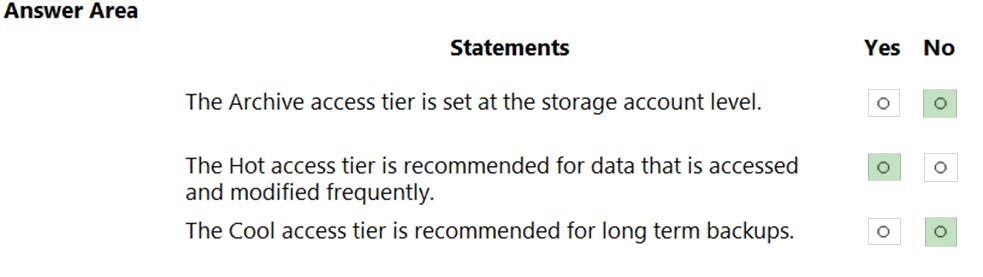 Answer Area
Statements Yes No
The Archive access tier is set at the storage account level.
The Hot access tier is recommended for data that is accessed
and modified frequently.
The Cool access tier is recommended for long term backups.